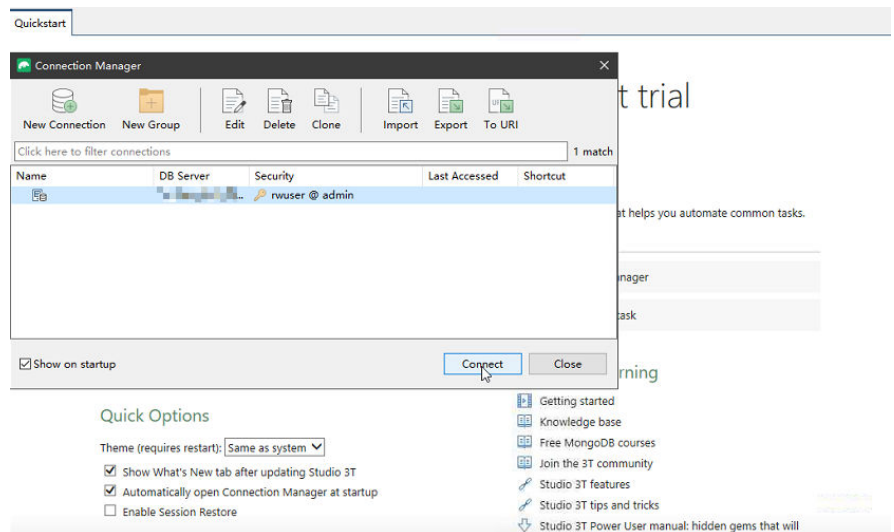 Quickstart
Connection Manager
New Connection New Group Edit Delete Clone Import Export To URI
Click here to filter connections 1 match
Name DB Server Security Last Accessed Shortcut
rwuser @ admin
Show on startup Connect Close
t trial
at helps you automate common tasks.
nager
task
rning
Getting started
Knowledge base
Free MongoDB courses
Join the 3T community
Studio 3T features
Studio 3T tips and tricks
Studio 3T Power User manual: hidden gems that will
Quick Options
Theme (requires restart): Same as system
Show What's New tab after updating Studio 3T
Automatically open Connection Manager at startup
Enable Session Restore